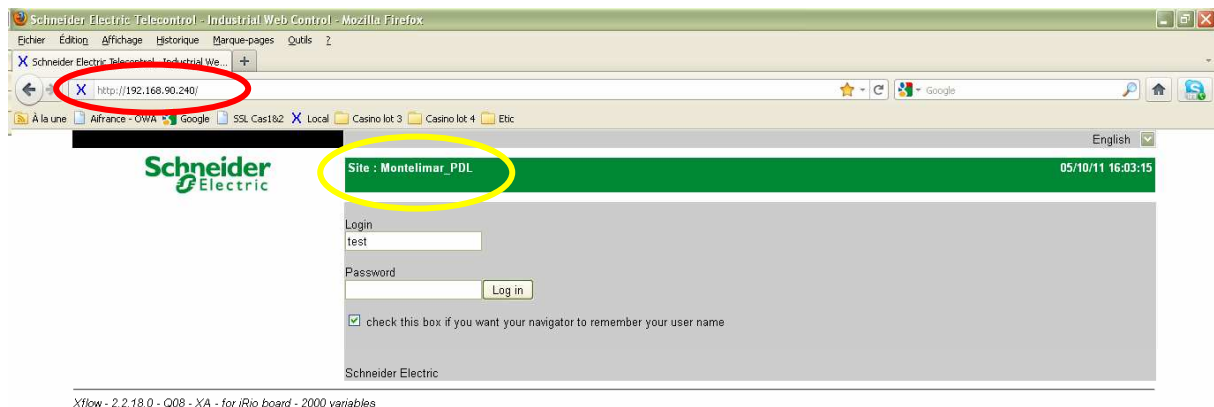 Schneider Electric Telecontrol - Industrial Web Control - Mozilla Firefox
Fichier Édition Affichage Historique Marque-pages Outils ?
Schneider Electric Telecontrol - Industrial We... +
http://192.168.90.240/ Google
À la une Aifrance - OWA Google SSL Cas1&2 Local Casino lot 3 Casino lot 4 Etic
English
Schneider
Electric
Site : Montelimar_PDL 05/10/11 16:03:15
Login
test
Password
Log in
check this box if you want your navigator to remember your user name
Schneider Electric
Xflow - 2.2.18.0 - Q08 - XA - for iRio board - 2000 variables